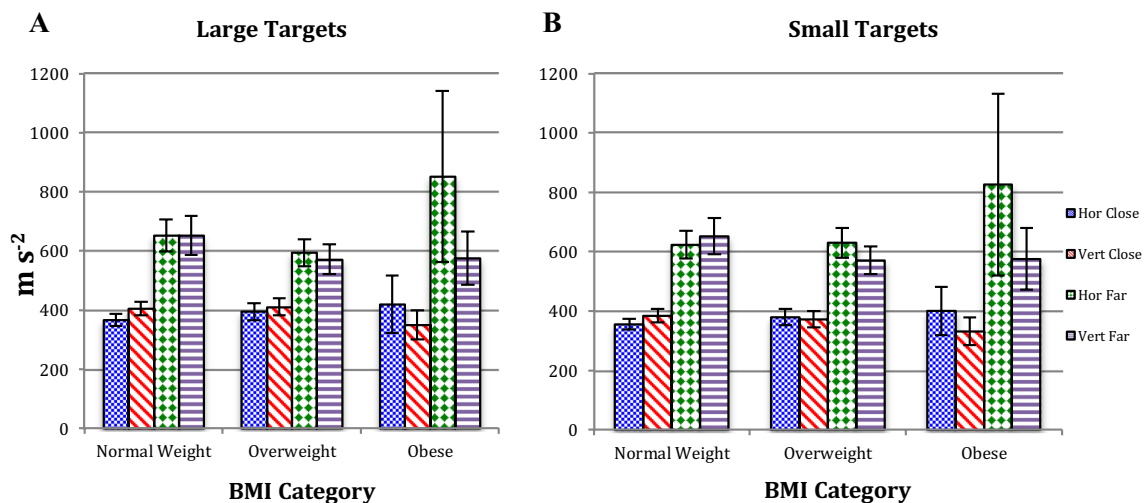 A
Large Targets
m s-2
1200
1000
800
600
400
200
0
Normal Weight
Overweight
Obese
BMI Category
B
Small Targets
1200
1000
800
600
400
200
0
Normal Weight
Overweight
Obese
BMI Category
Hor Close
Vert Close
Hor Far
Vert Far